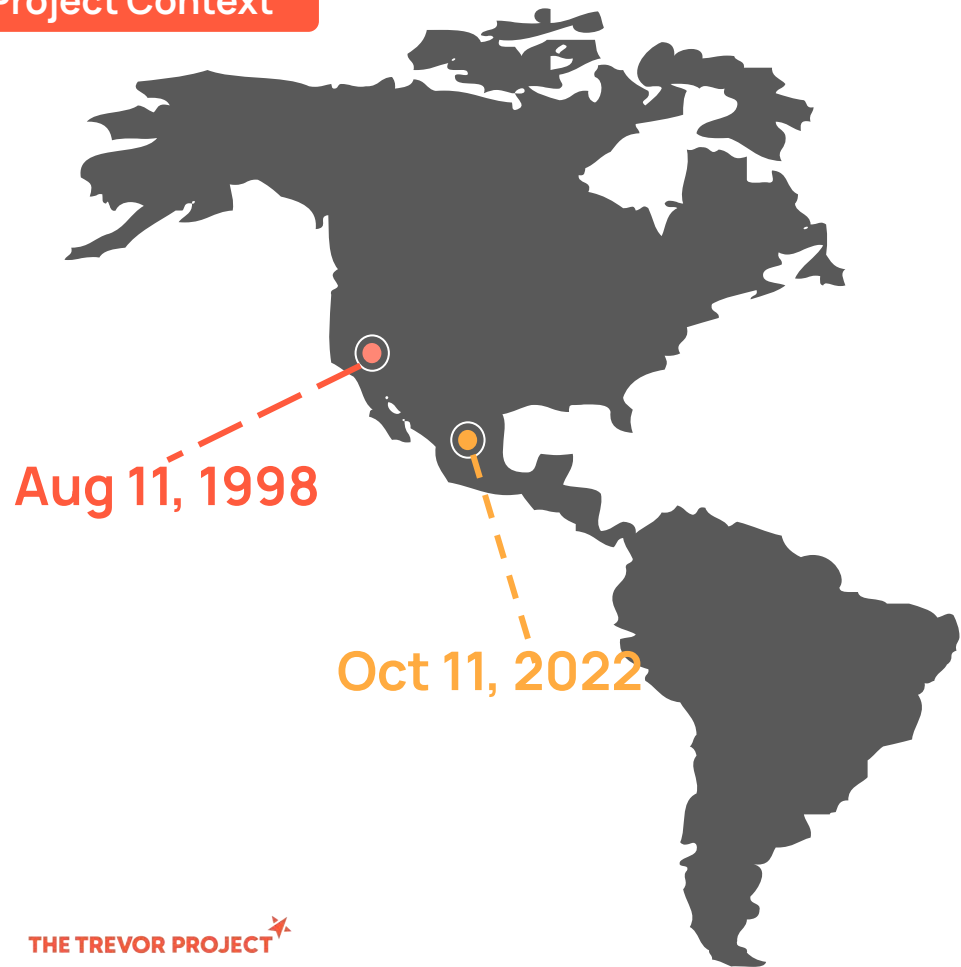 Project Context
Aug 11, 1998
Oct 11, 2022
THE TREVOR PROJECT